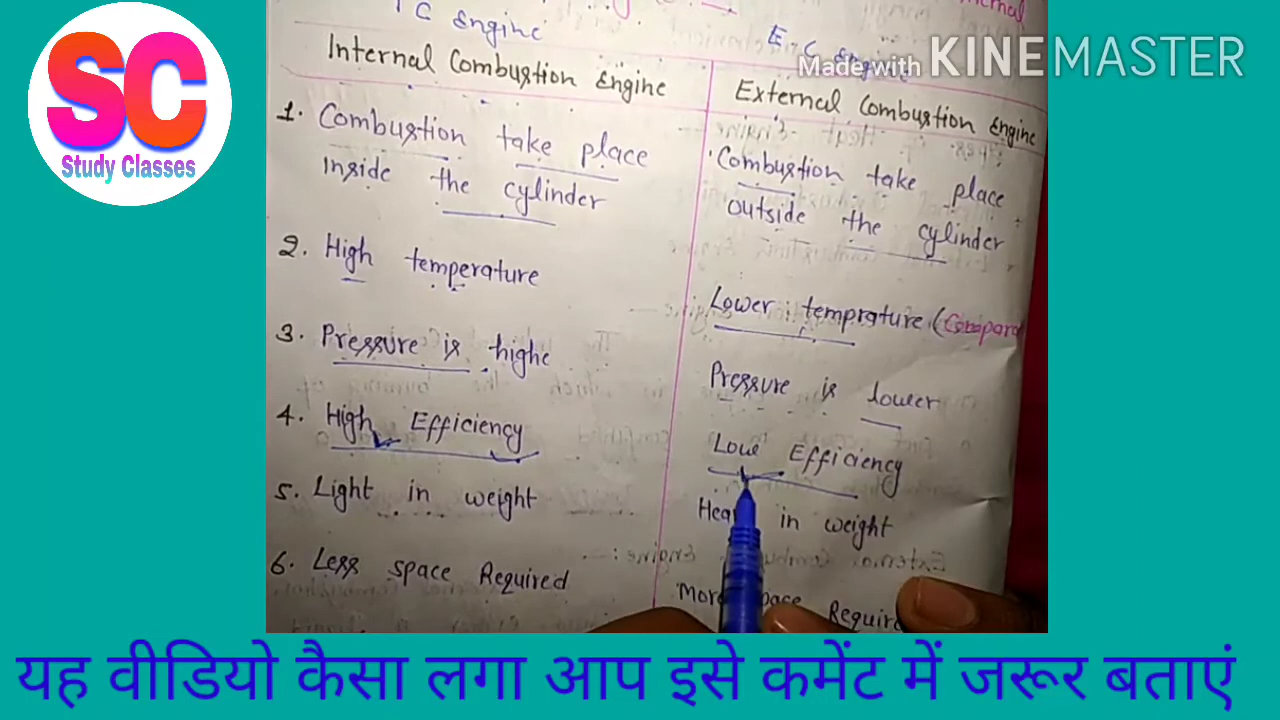 SC
Study Classes
Made with KINEMASTER
I C Engine
E. C Engine
Internal Combustion Engine
External Combustion Engine
1. Combustion take place
inside the cylinder
Combustion take place
outside the cylinder
2. High temperature
Lower temprature (
3. Pressure is highe
Pressure is lower
4. High Efficiency
Low Efficiency
5. Light in weight
in weight
6. Less space Required
यह वीडियो कैसा लगा आप इसे कमेंट में जरूर बताएं